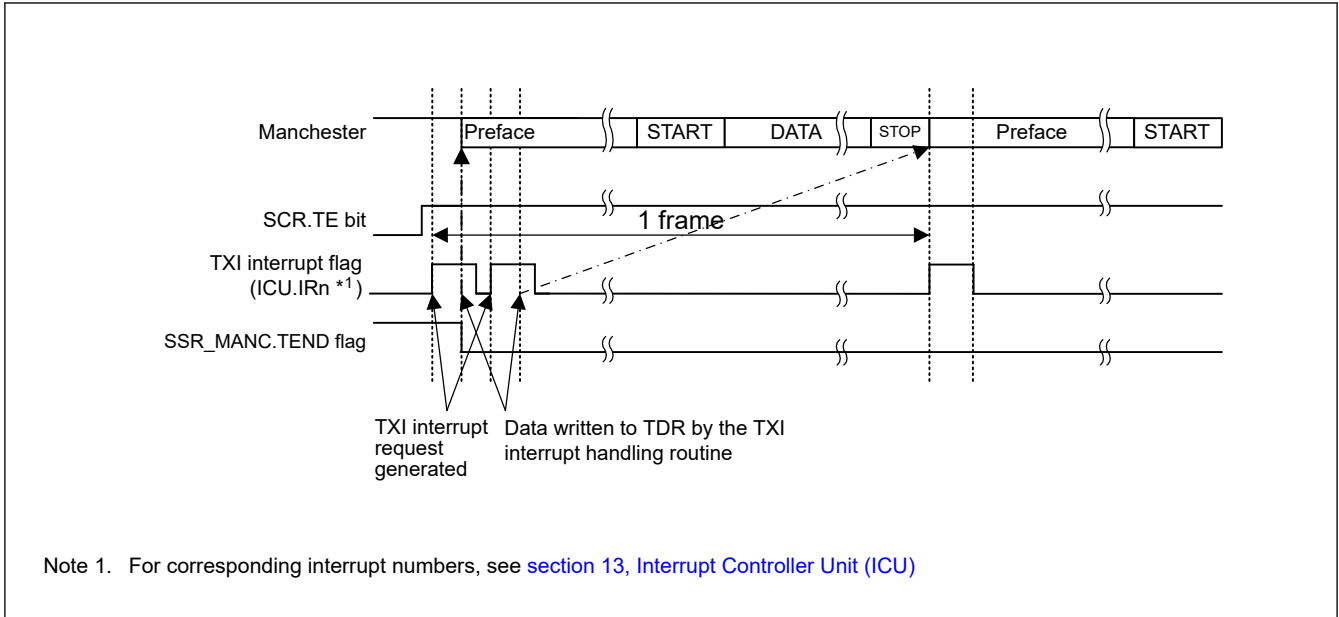 Manchester
Preface
START
DATA
STOP
Preface
START
SCR.TE bit
1 frame
TXI interrupt flag
(ICU.IRn *1)
SSR_MANC.TEND flag
TXI interrupt
request
generated
Data written to TDR by the TXI
interrupt handling routine
Note 1. For corresponding interrupt numbers, see section 13, Interrupt Controller Unit (ICU)